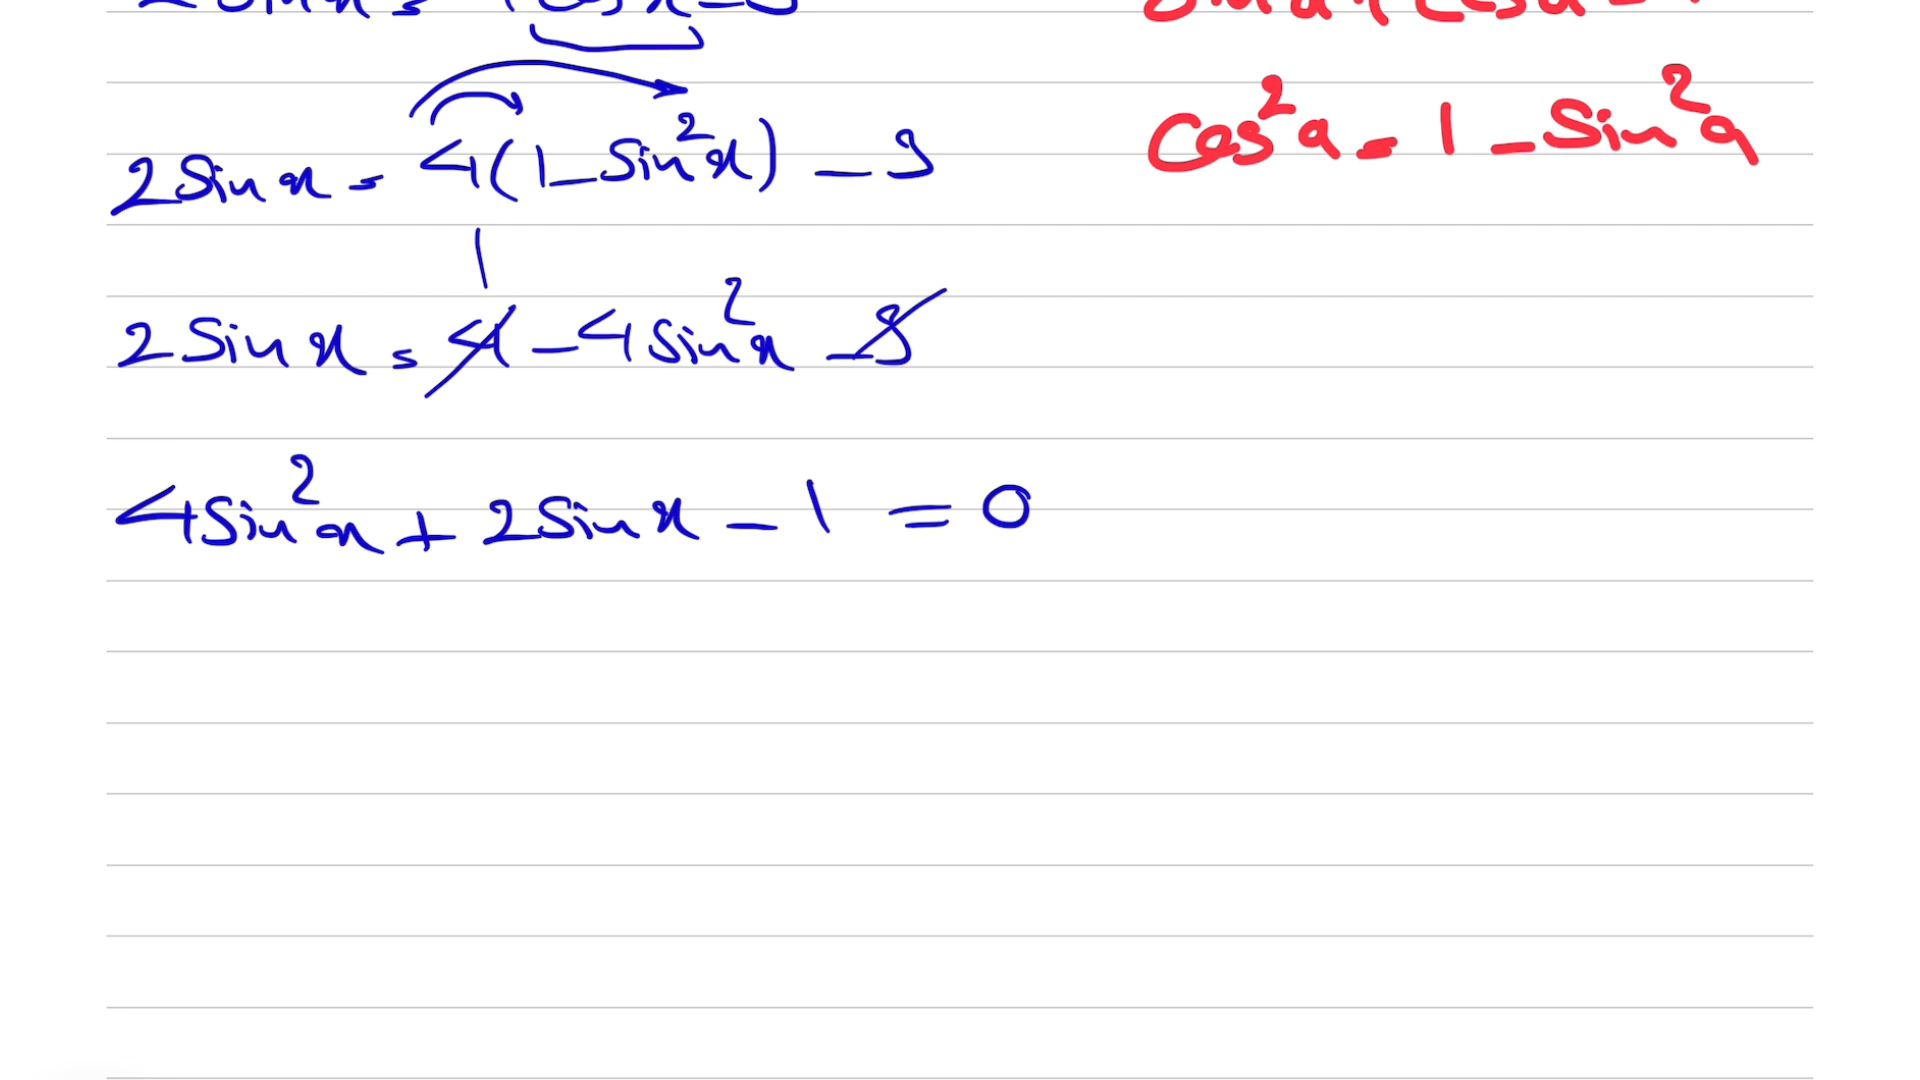 2 Sin x = 4(1 - Sin²x) - 3
Cos²a = 1 - Sin²a
1
2 Sin x = 4 - 4 Sin²x - 3
4 Sin²x + 2 Sin x - 1 = 0